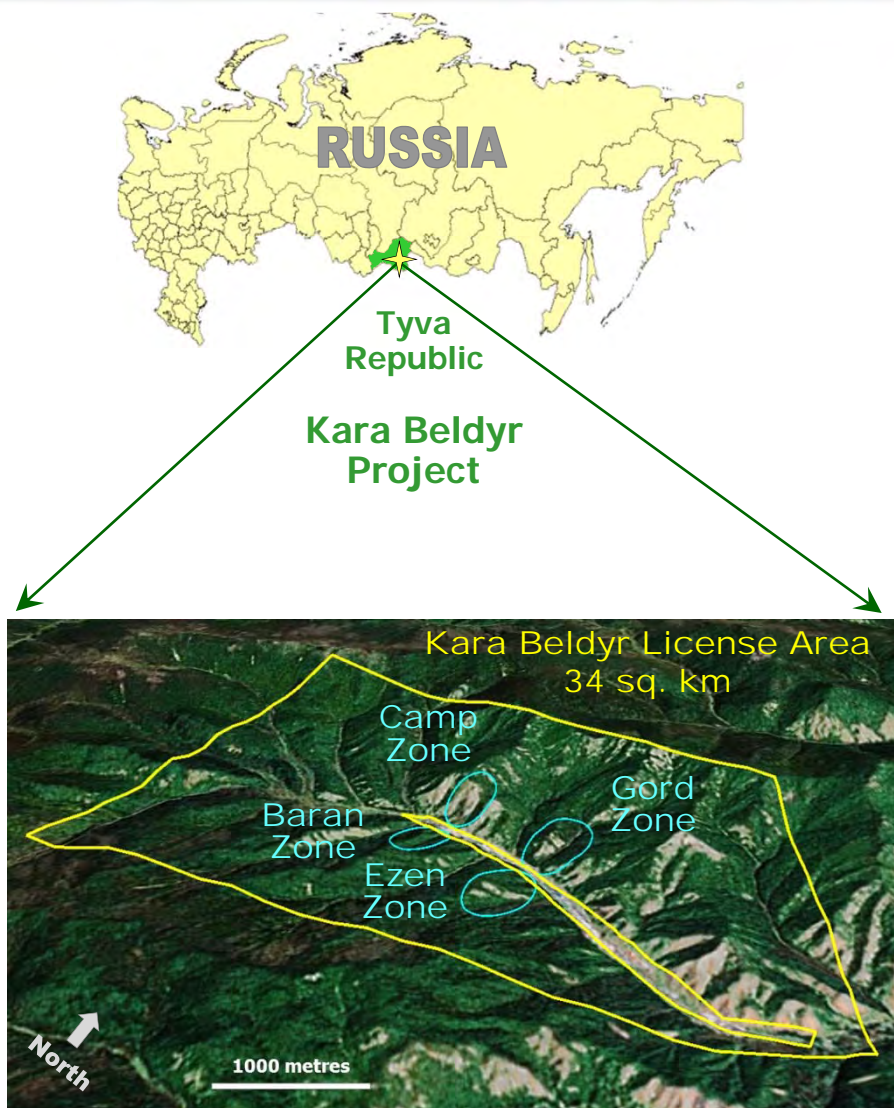 RUSSIA
Tyva
Republic
Kara Beldyr
Project
Kara Beldyr License Area
34 sq. km
Camp
Zone
Gord
Zone
Baran
Zone
Ezen
Zone
North
1000 metres